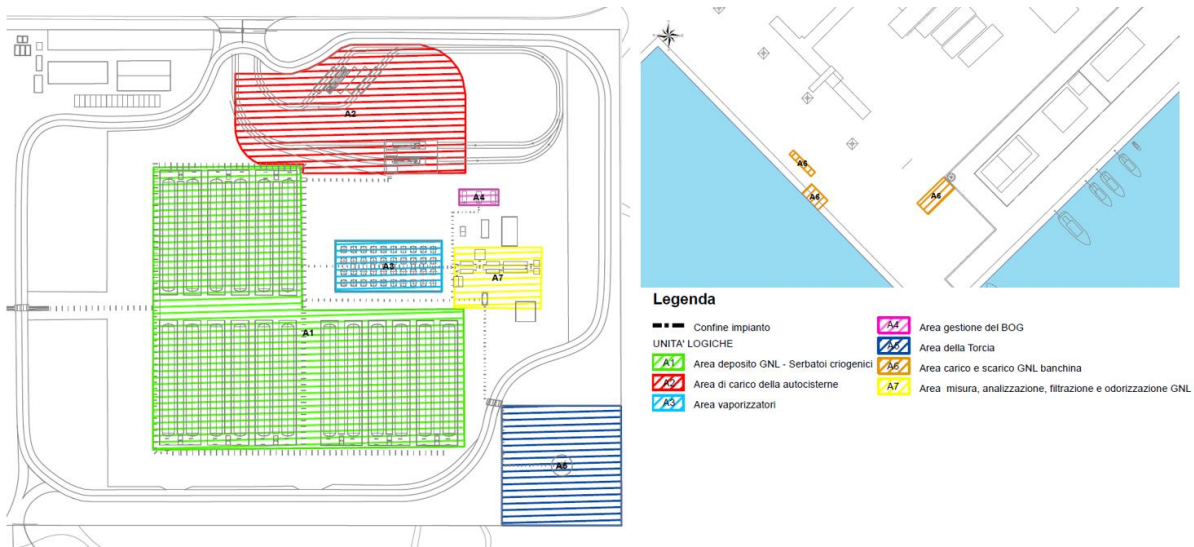 A2
A4
A3
A7
A1
A5
A6
A6
A6
Legenda
Confine impianto
UNITA' LOGICHE
A1 Area deposito GNL - Serbatoi criogenici
A2 Area di carico della autocisterne
A3 Area vaporizzatori
A4 Area gestione del BOG
A5 Area della Torcia
A6 Area carico e scarico GNL banchina
A7 Area misura, analizzazione, filtrazione e odorizzazione GNL